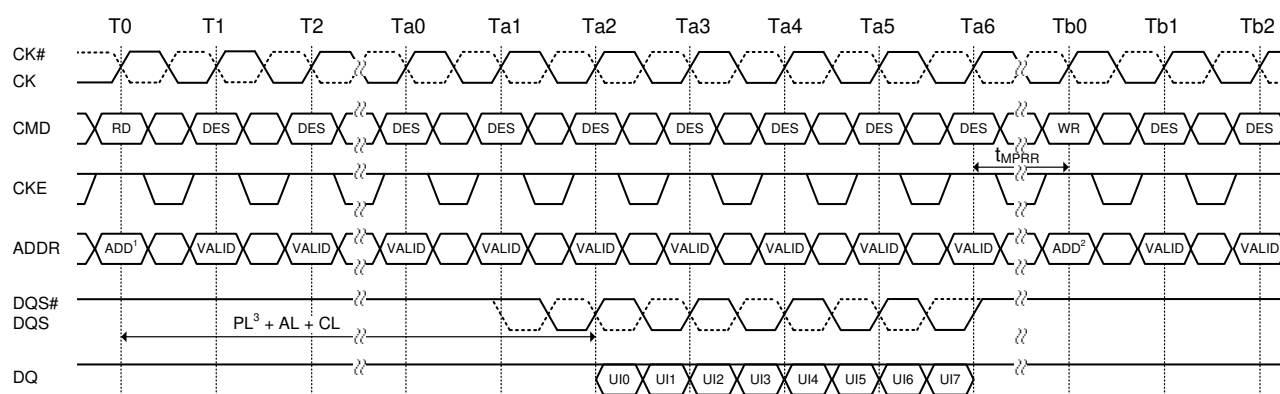 T0 T1 T2 Ta0 Ta1 Ta2 Ta3 Ta4 Ta5 Ta6 Tb0 Tb1 Tb2
CK#
CK
CMD RD DES DES DES DES DES DES DES DES DES WR DES DES
tMPRR
CKE
ADDR ADD¹ VALID VALID VALID VALID VALID VALID VALID VALID VALID ADD² VALID VALID
DQS#
DQS PL³ + AL + CL
DQ UI0 UI1 UI2 UI3 UI4 UI5 UI6 UI7